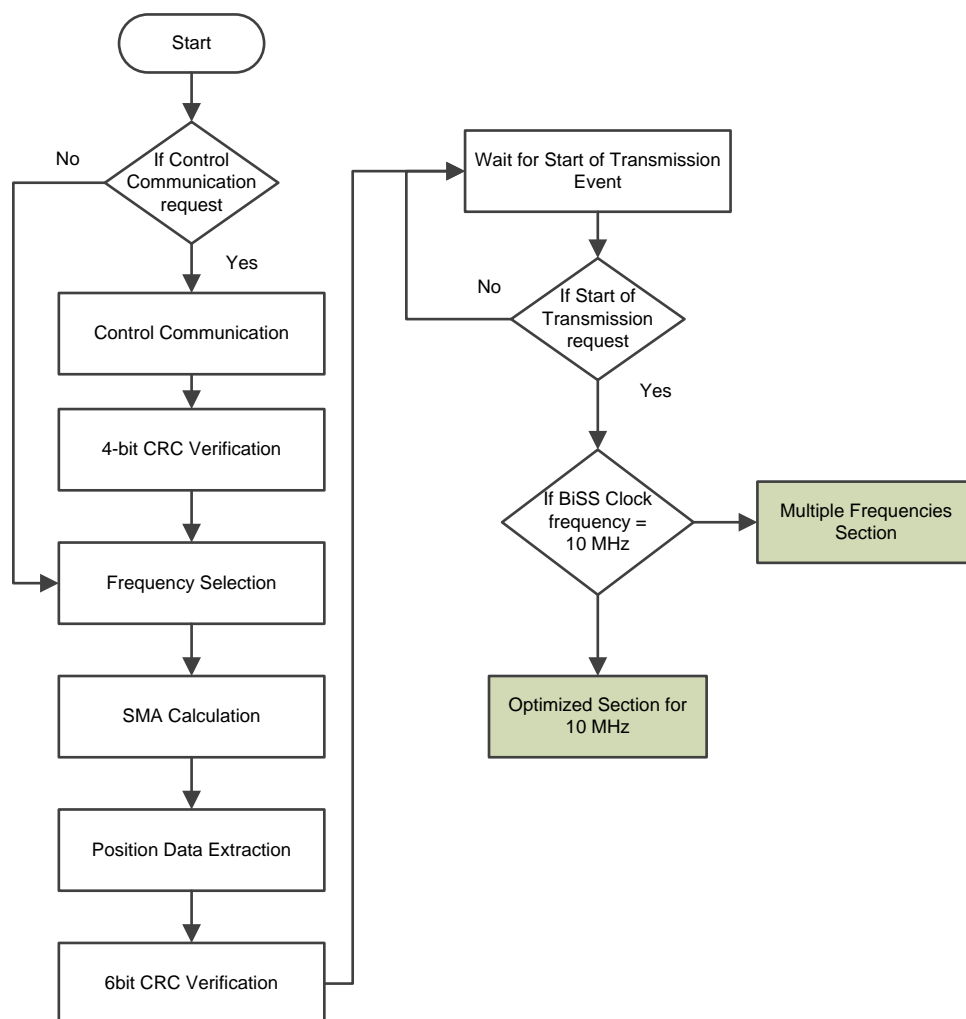 Start
If Control
Communication
request
No
Yes
Control Communication
4-bit CRC Verification
Frequency Selection
SMA Calculation
Position Data Extraction
6bit CRC Verification
Wait for Start of Transmission
Event
If Start of
Transmission
request
No
Yes
If BiSS Clock
frequency =
10 MHz
Multiple Frequencies
Section
Optimized Section for
10 MHz